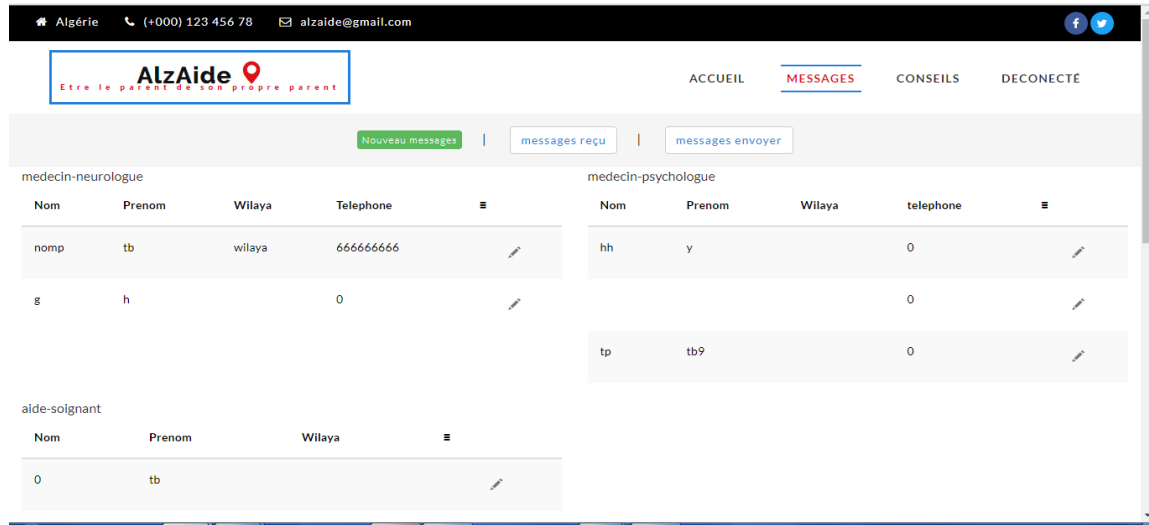 Algérie (+000) 123 456 78 alzaide@gmail.com
AlzAide
Etre le parent de son propre parent
ACCUEIL MESSAGES CONSEILS DECONECTÉ
Nouveau messages | messages reçu | messages envoyer
medecin-neurologue
Nom Prenom Wilaya Telephone
nomp tb wilaya 666666666
g h 0
medecin-psychologue
Nom Prenom Wilaya telephone
hh y 0
0
tp tb9 0
aide-soignant
Nom Prenom Wilaya
0 tb